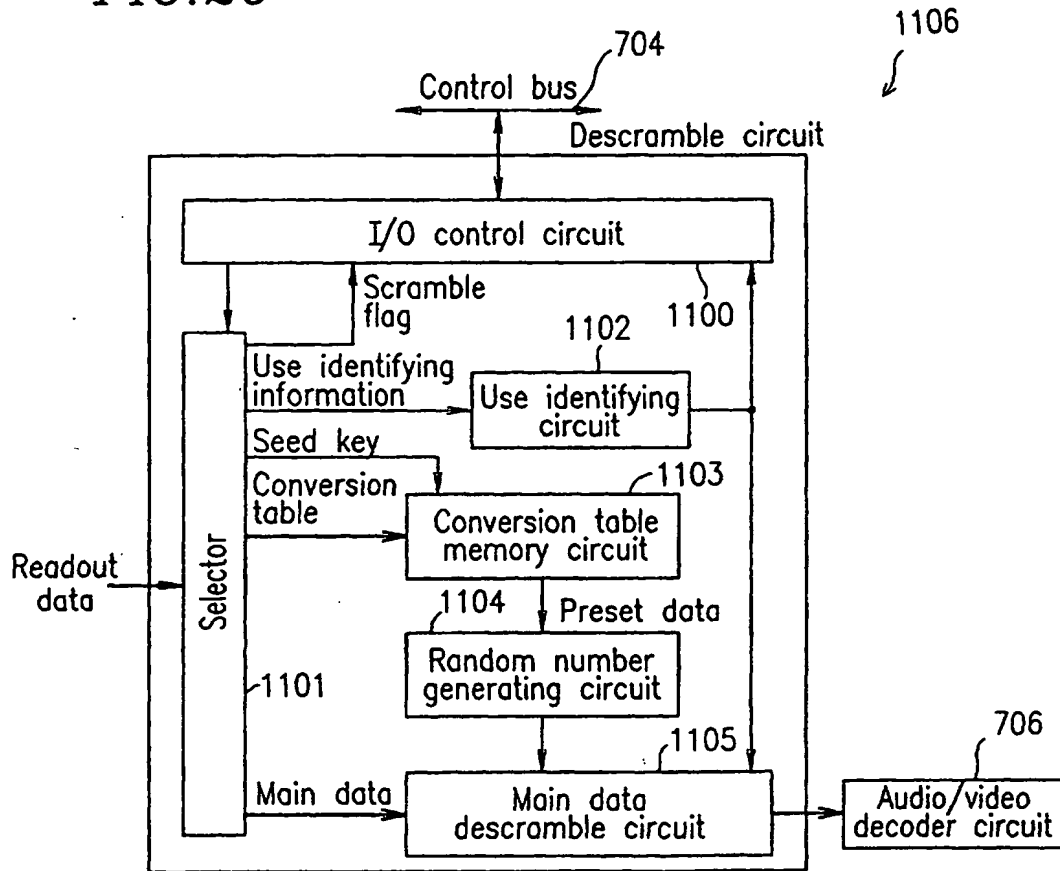 1106
704
Control bus
Descramble circuit
I/O control circuit
Scramble
flag
1100
1102
Use identifying
information
Use identifying
circuit
Seed key
1103
Conversion
table
Conversion table
memory circuit
Readout
data
Selector
1104
Preset data
Random number
generating circuit
1101
1105
706
Main data
Main data
descramble circuit
Audio/video
decoder circuit